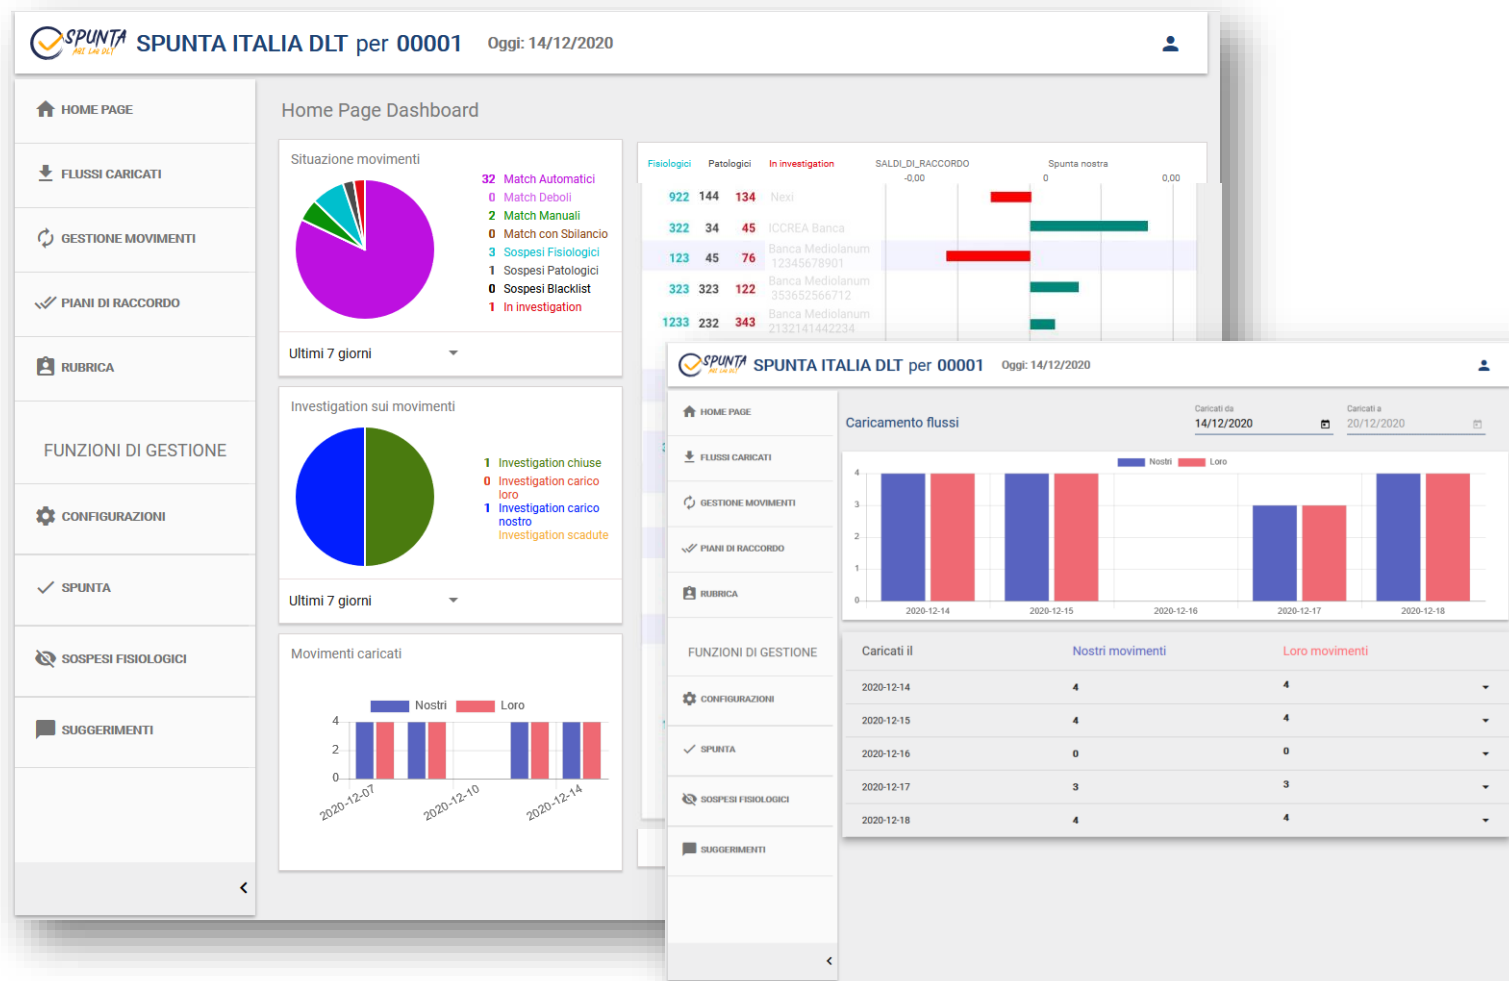 SPUNTA
ABI Lab DLT
SPUNTA ITALIA DLT per 00001
Oggi: 14/12/2020
HOME PAGE
FLUSSI CARICATI
GESTIONE MOVIMENTI
PIANI DI RACCORDO
RUBRICA
FUNZIONI DI GESTIONE
CONFIGURAZIONI
SPUNTA
SOSPESI FISIOLOGICI
SUGGERIMENTI
Home Page Dashboard
Situazione movimenti
32 Match Automatici
0 Match Deboli
2 Match Manuali
0 Match con Sbilancio
3 Sospesi Fisiologici
1 Sospesi Patologici
0 Sospesi Blacklist
1 In investigation
Ultimi 7 giorni
Investigation sui movimenti
1 Investigation chiuse
0 Investigation carico
loro
1 Investigation carico
nostro
Investigation scadute
Ultimi 7 giorni
Movimenti caricati
Nostri Loro
4
2
0
2020-12-07 2020-12-10 2020-12-14
Fisiologici Patologici In investigation SALDI_DI_RACCORDO Spunta nostra
-0,00 0 0,00
922 144 134 Nexi
322 34 45 ICCREA Banca
123 45 76 Banca Mediolanum
12345678901
323 323 122 Banca Mediolanum
353652566712
1233 232 343 Banca Mediolanum
2132141442234
SPUNTA
ABI Lab DLT
SPUNTA ITALIA DLT per 00001
Oggi: 14/12/2020
HOME PAGE
FLUSSI CARICATI
GESTIONE MOVIMENTI
PIANI DI RACCORDO
RUBRICA
FUNZIONI DI GESTIONE
CONFIGURAZIONI
SPUNTA
SOSPESI FISIOLOGICI
SUGGERIMENTI
Caricamento flussi
Caricati da
14/12/2020
Caricati a
20/12/2020
Nostri Loro
4
3
2
1
0
2020-12-14 2020-12-15 2020-12-16 2020-12-17 2020-12-18
Caricati il Nostri movimenti Loro movimenti
2020-12-14 4 4
2020-12-15 4 4
2020-12-16 0 0
2020-12-17 3 3
2020-12-18 4 4